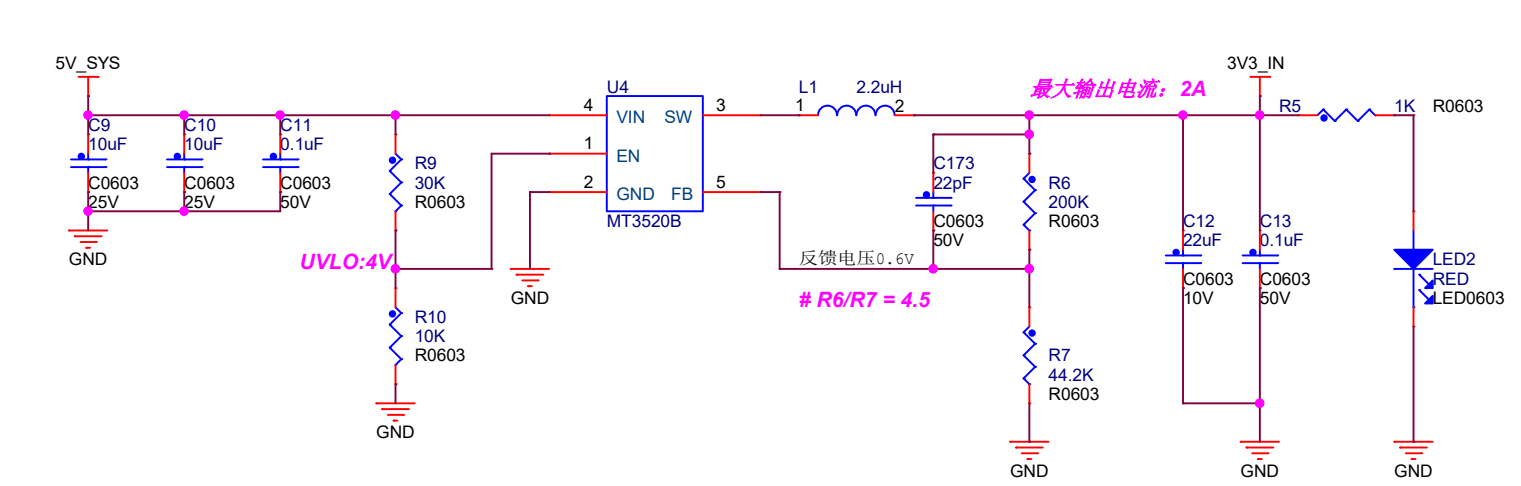 5V_SYS
C9
10uF
C0603
25V
C10
10uF
C0603
25V
C11
0.1uF
C0603
50V
GND
R9
30K
R0603
UVLO:4V
R10
10K
R0603
GND
U4
4
VIN
SW
3
1
EN
2
GND
FB
5
MT3520B
GND
L1
2.2uH
1
2
最大输出电流：2A
C173
22pF
C0603
50V
R6
200K
R0603
反馈电压0.6V
# R6/R7 = 4.5
R7
44.2K
R0603
GND
3V3_IN
C12
22uF
C0603
10V
C13
0.1uF
C0603
50V
GND
R5
1K
R0603
LED2
RED
LED0603
GND